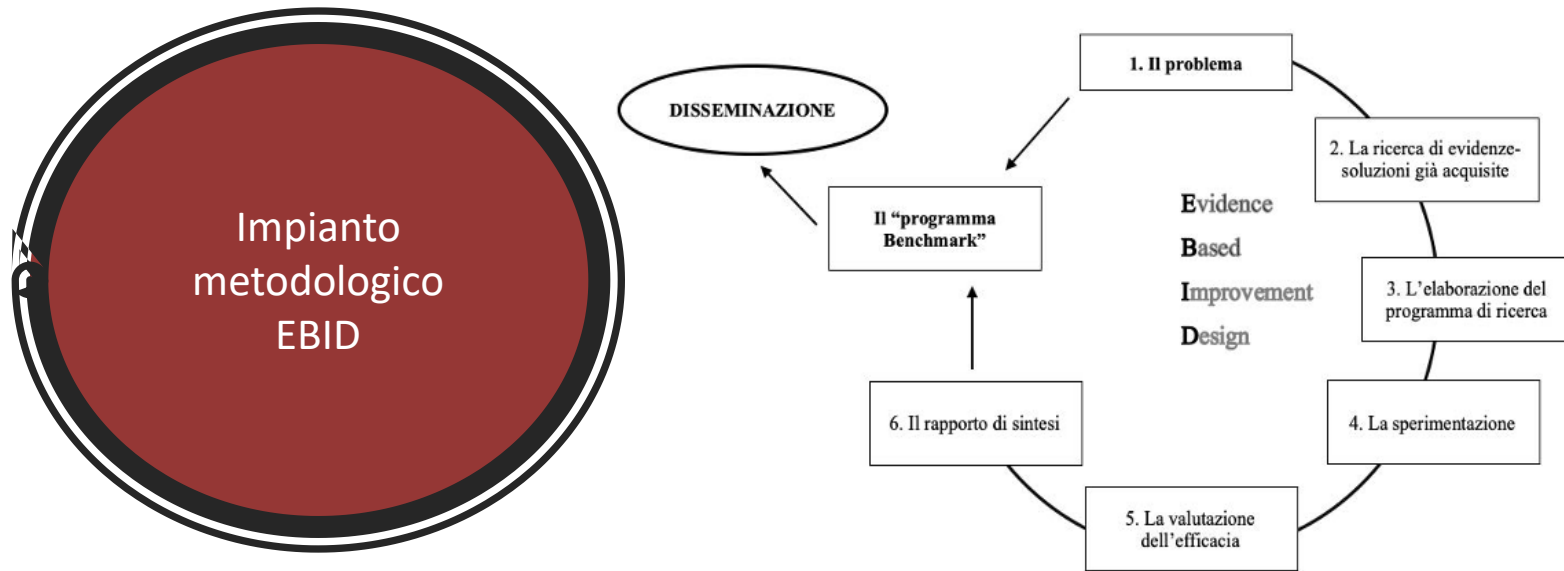 Impianto
metodologico
EBID
DISSEMINAZIONE
1. Il problema
2. La ricerca di evidenze-
soluzioni già acquisite
Il “programma
Benchmark”
Evidence
Based
Improvement
Design
3. L’elaborazione del
programma di ricerca
6. Il rapporto di sintesi
4. La sperimentazione
5. La valutazione
dell’efficacia